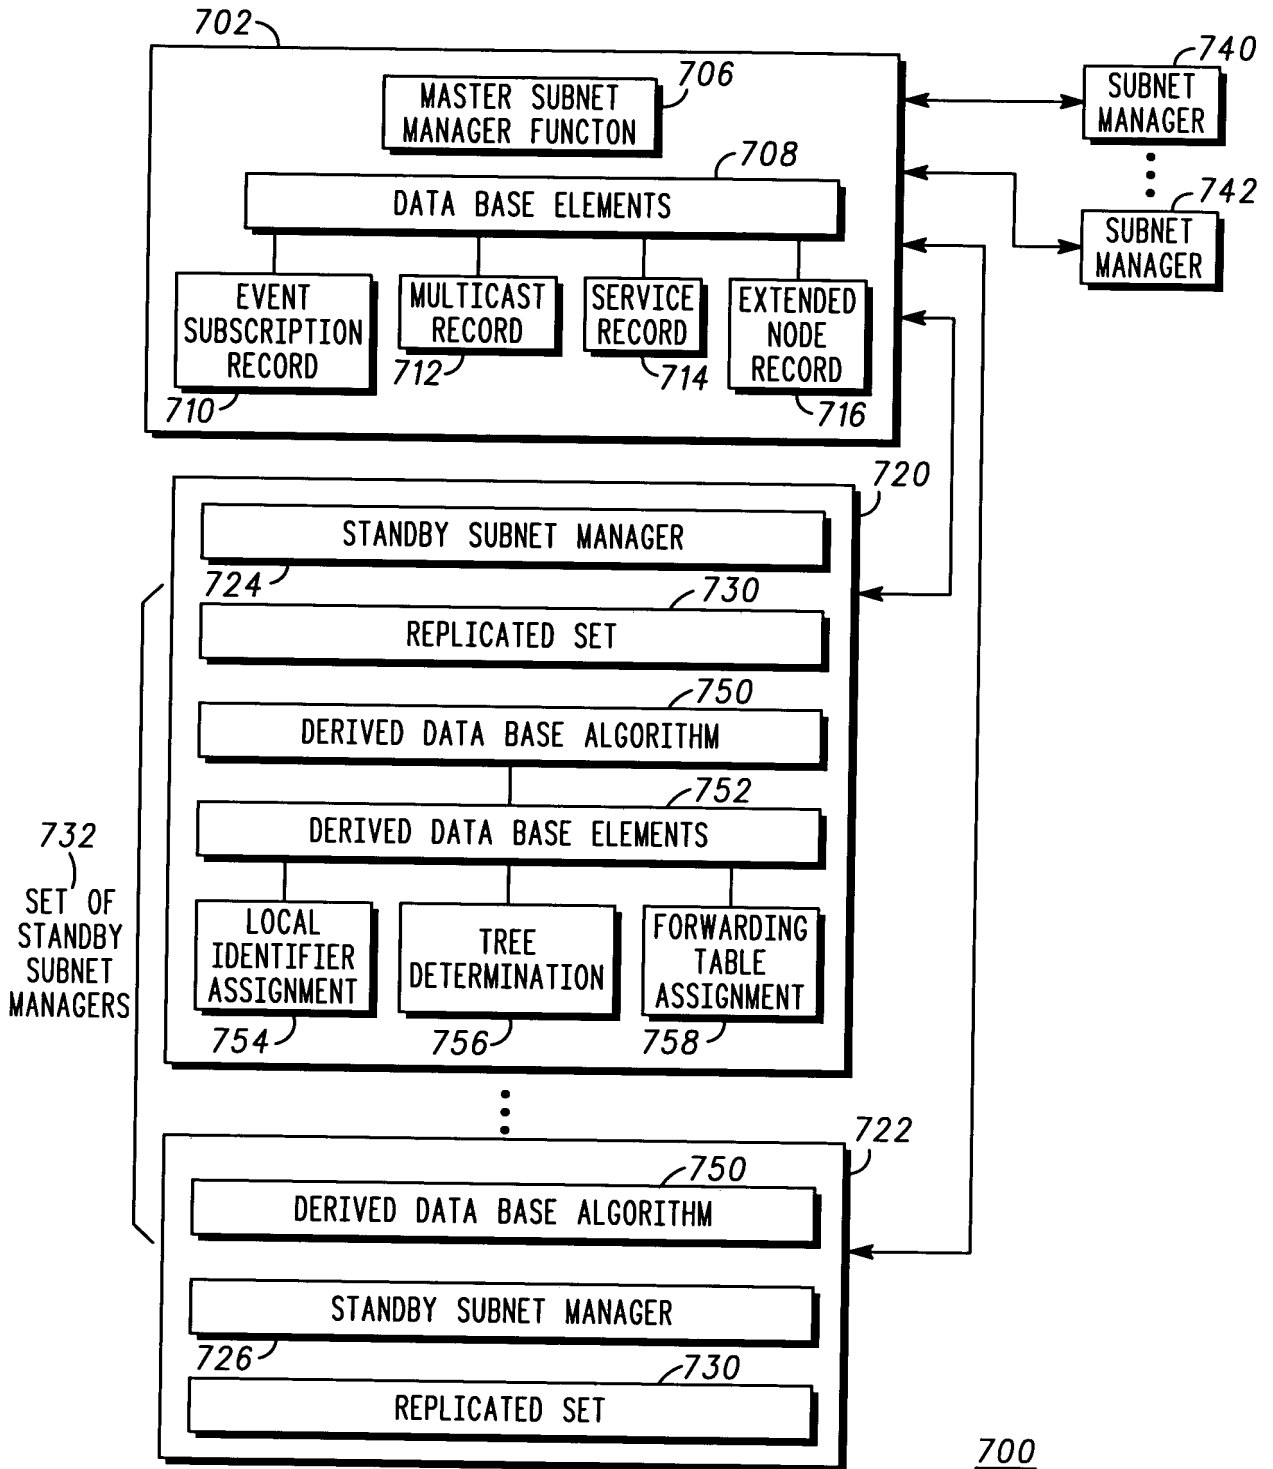 702
740
SUBNET
MANAGER
706
MASTER SUBNET
MANAGER FUNCTON
708
DATA BASE ELEMENTS
742
SUBNET
MANAGER
EVENT
SUBSCRIPTION
RECORD
710
MULTICAST
RECORD
712
SERVICE
RECORD
714
EXTENDED
NODE
RECORD
716
720
STANDBY SUBNET MANAGER
724
730
REPLICATED SET
750
DERIVED DATA BASE ALGORITHM
752
DERIVED DATA BASE ELEMENTS
732
SET OF
STANDBY
SUBNET
MANAGERS
LOCAL
IDENTIFIER
ASSIGNMENT
754
TREE
DETERMINATION
756
FORWARDING
TABLE
ASSIGNMENT
758
722
750
DERIVED DATA BASE ALGORITHM
STANDBY SUBNET MANAGER
726
730
REPLICATED SET
700